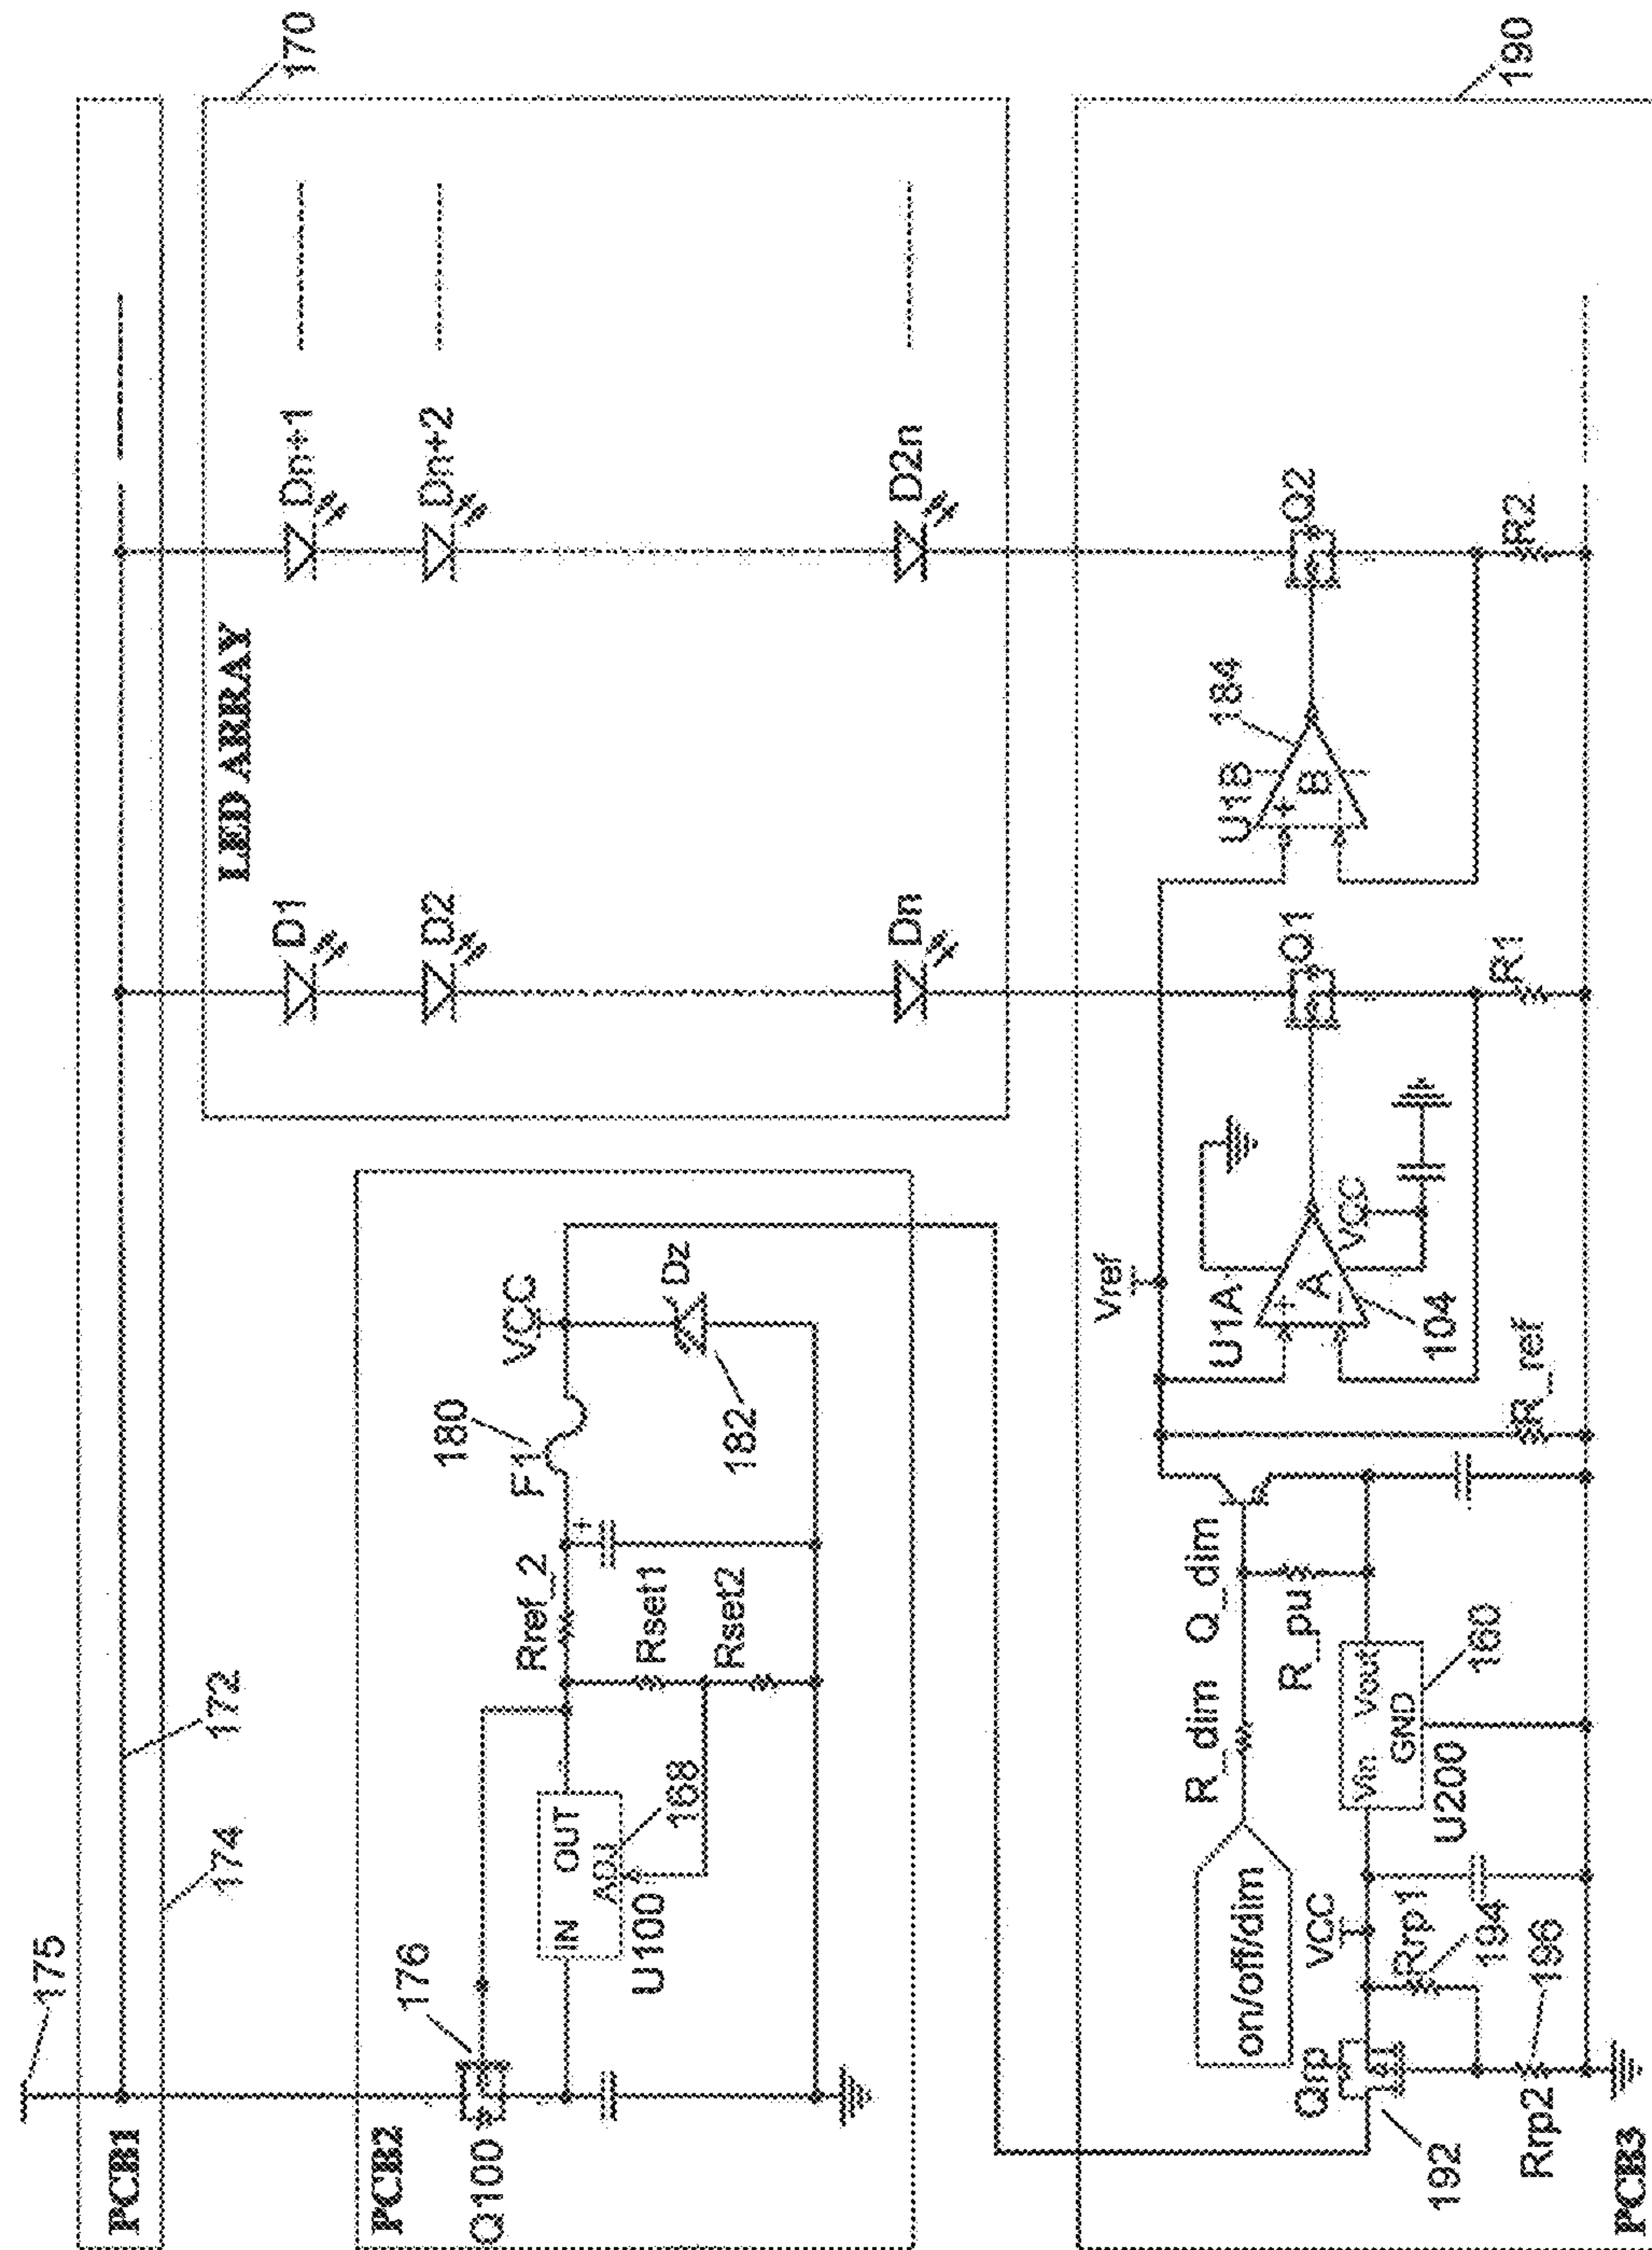 175
PCB1
174
172
170
LED ARRAY
D1
D2
Dn
Dn+1
Dn+2
D2n
PCB2
Q100
176
IN
OUT
ADJ
U100
168
Rref_2
Rset1
Rset2
+
F1
180
VCC
Dz
182
190
PCB3
192
Qrp
Rrp2
196
Rrp1
194
VCC
on/off/dim
R_dim
Q_dim
R_pu
Vin
Vout
GND
U200
160
R_ref
Vref
U1A
+
A
-
104
VCC
Q1
R1
U1B
+
B
-
184
Q2
R2